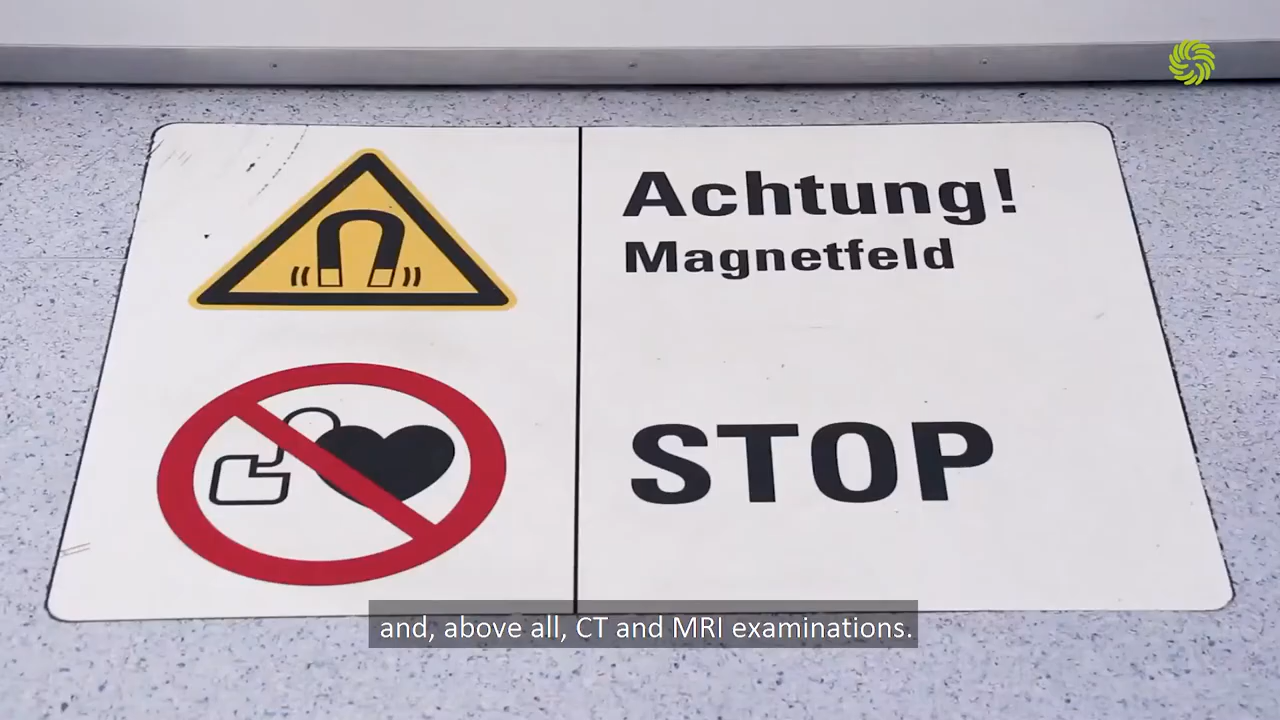 Achtung!
Magnetfeld
STOP
and, above all, CT and MRI examinations.